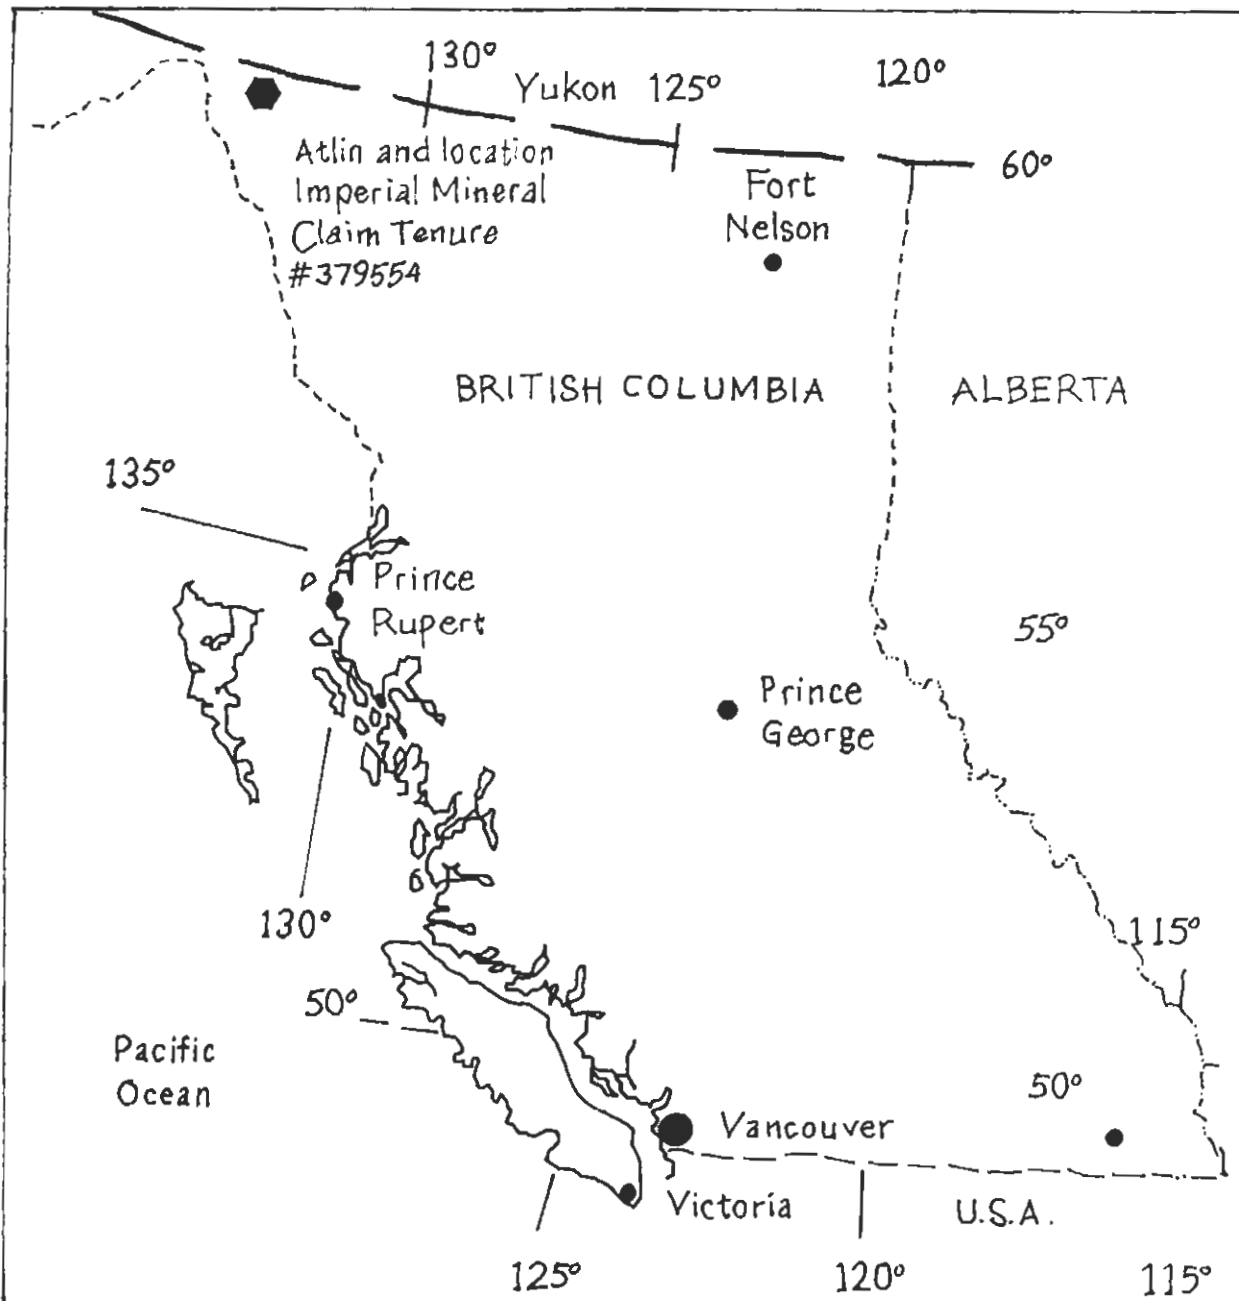 130°
Yukon 125°
120°
Atlin and location
Imperial Mineral
Claim Tenure
#379554
60°
Fort
Nelson
BRITISH COLUMBIA
ALBERTA
135°
Prince
Rupert
55°
Prince
George
130°
115°
50°
Pacific
Ocean
50°
Vancouver
Victoria
U.S.A.
125°
120°
115°